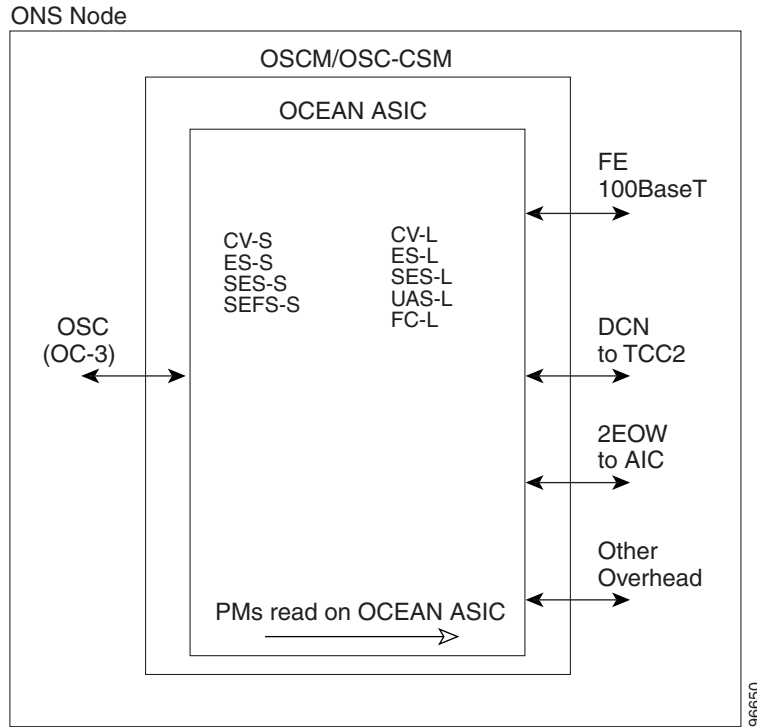 ONS Node
OSCM/OSC-CSM
OCEAN ASIC
FE
100BaseT
CV-S
ES-S
SES-S
SEFS-S
CV-L
ES-L
SES-L
UAS-L
FC-L
OSC
(OC-3)
DCN
to TCC2
2EOW
to AIC
Other
Overhead
PMs read on OCEAN ASIC
96650